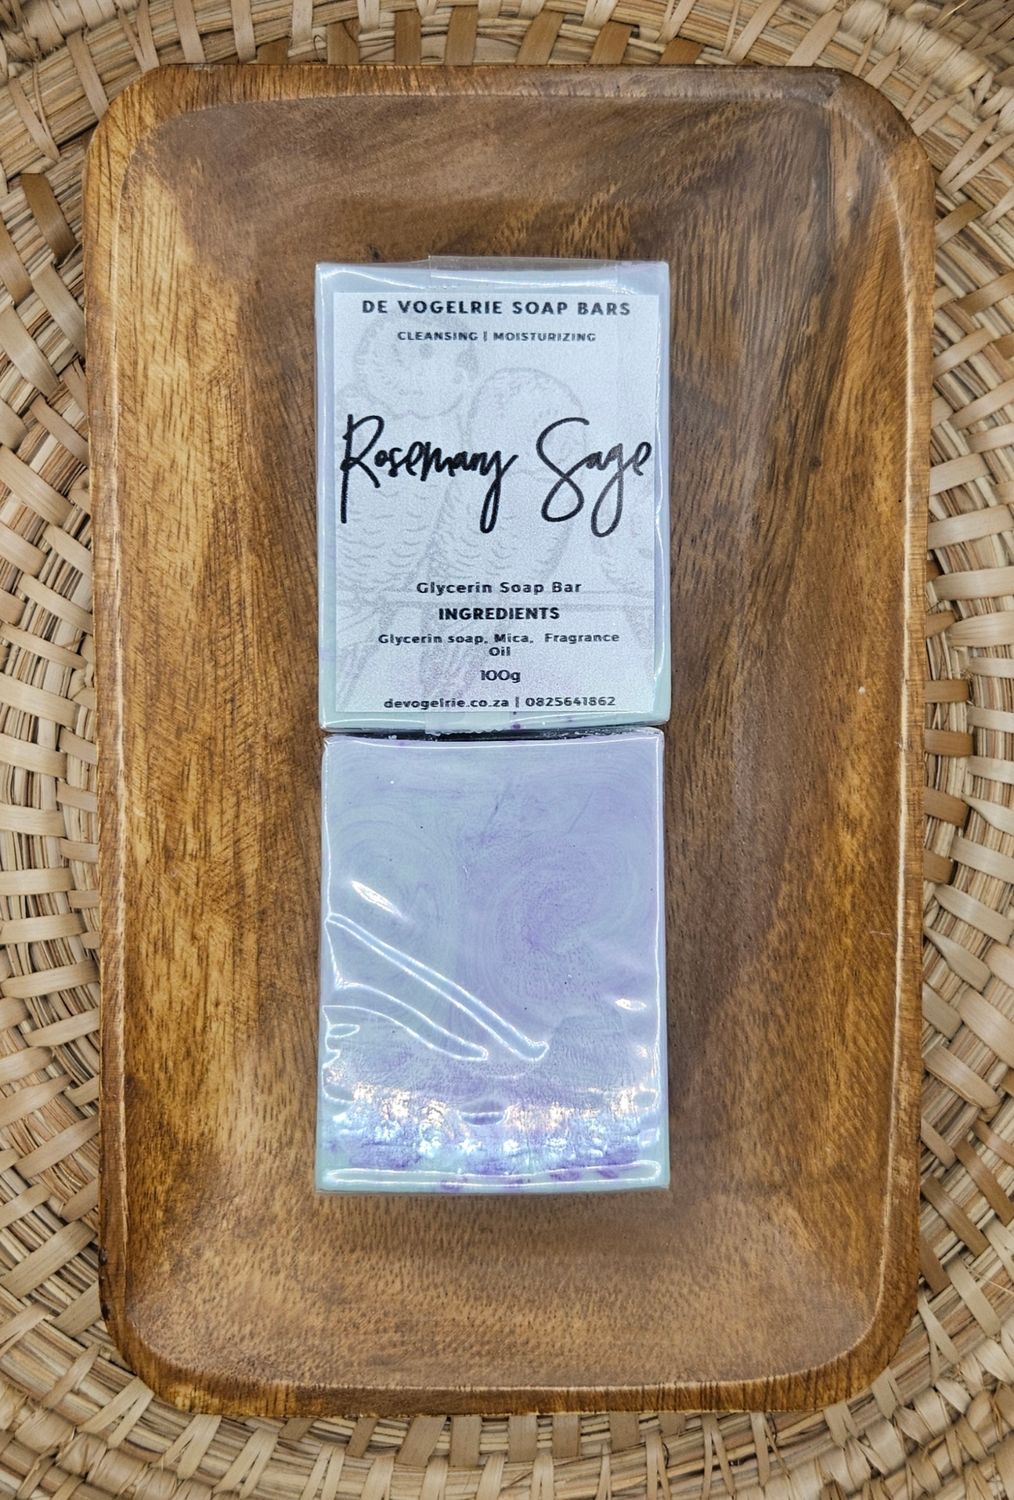 DE VOGELRIE SOAP BARS
CLEANSING | MOISTURIZING
Rosemary Sage
Glycerin Soap Bar
INGREDIENTS
Glycerin soap, Mica, Fragrance
Oil
100g
devogelrie.co.za | 0825641862